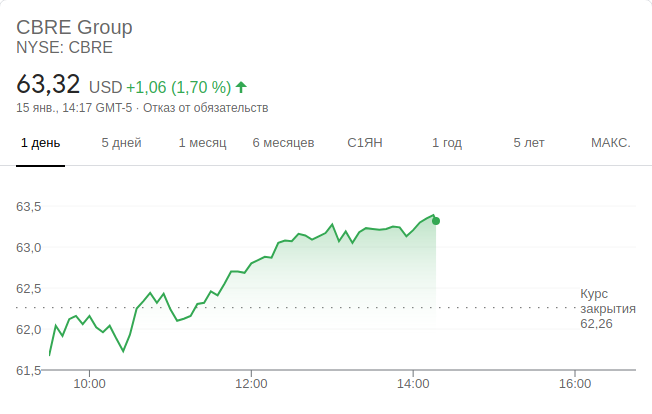 CBRE Group
NYSE: CBRE
63,32 USD +1,06 (1,70 %)
15 янв., 14:17 GMT-5 · Отказ от обязательств
1 день 5 дней 1 месяц 6 месяцев С1ЯН 1 год 5 лет МАКС.
63,5
63,0
62,5
62,0
61,5
Курс
закрытия
62,26
10:00 12:00 14:00 16:00